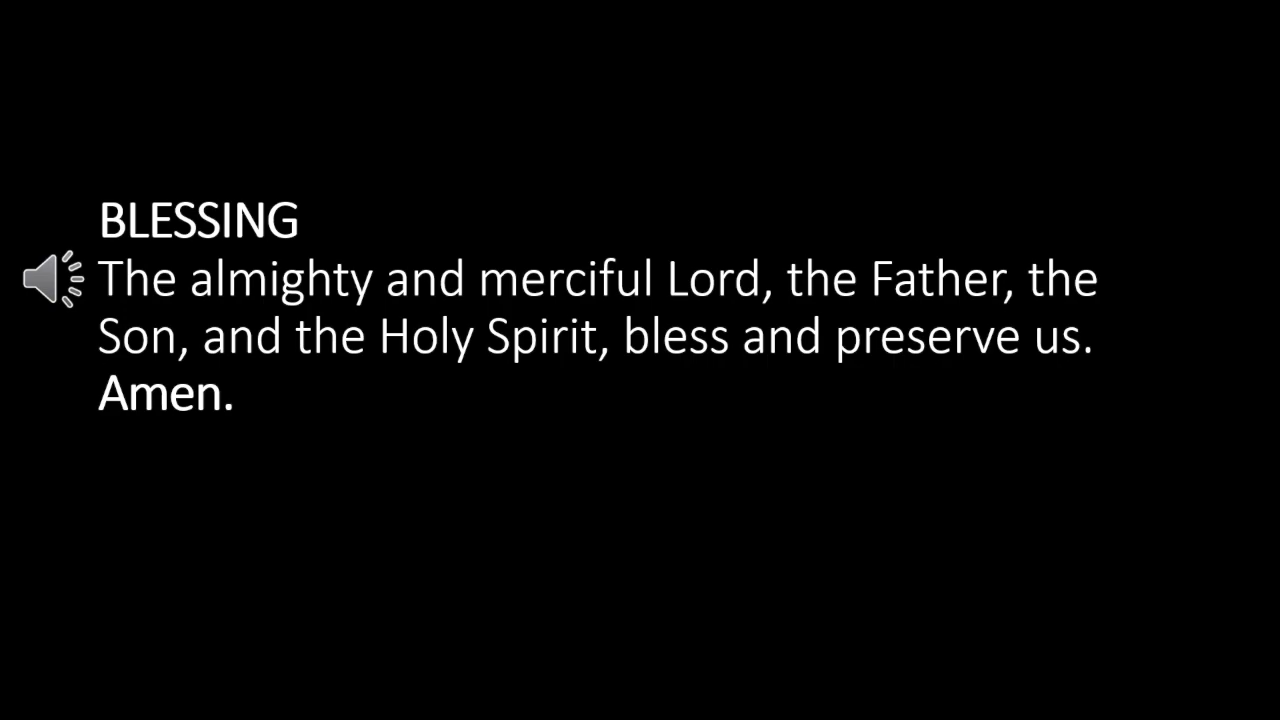 BLESSING
The almighty and merciful Lord, the Father, the
Son, and the Holy Spirit, bless and preserve us.
Amen.